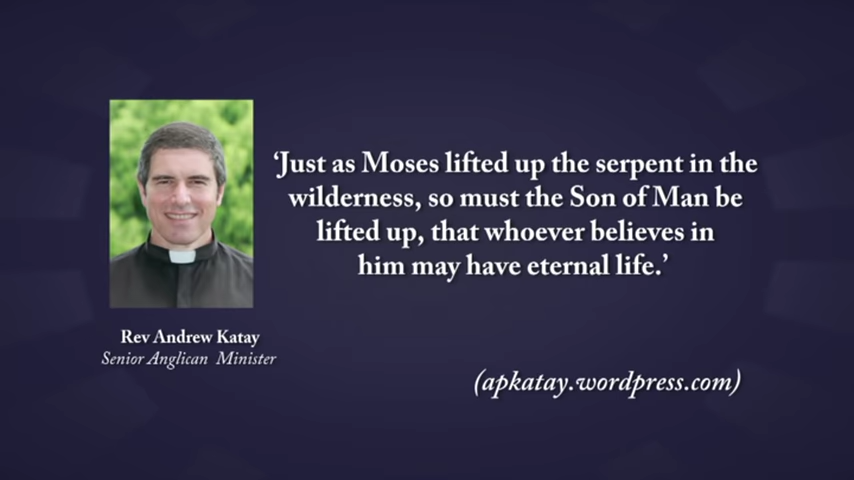 ‘Just as Moses lifted up the serpent in the
wilderness, so must the Son of Man be
lifted up, that whoever believes in
him may have eternal life.’
Rev Andrew Katay
Senior Anglican Minister
(apkatay.wordpress.com)